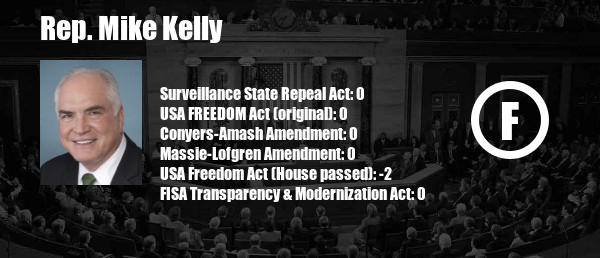 Rep. Mike Kelly
Surveillance State Repeal Act: 0
USA FREEDOM Act (original): 0
Conyers-Amash Amendment: 0
Massie-Lofgren Amendment: 0
USA Freedom Act (House passed): -2
FISA Transparency & Modernization Act: 0
F